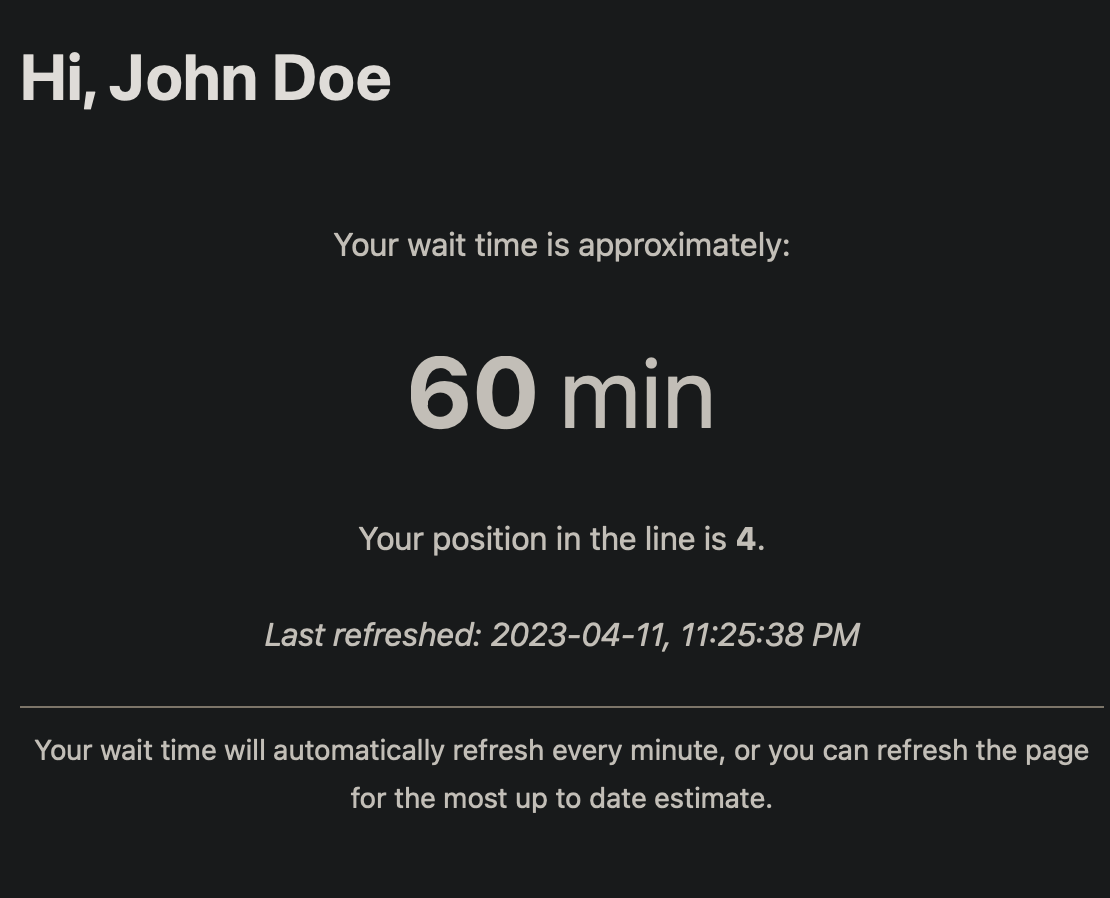 Hi, John Doe
Your wait time is approximately:
60 min
Your position in the line is 4.
Last refreshed: 2023-04-11, 11:25:38 PM
Your wait time will automatically refresh every minute, or you can refresh the page
for the most up to date estimate.